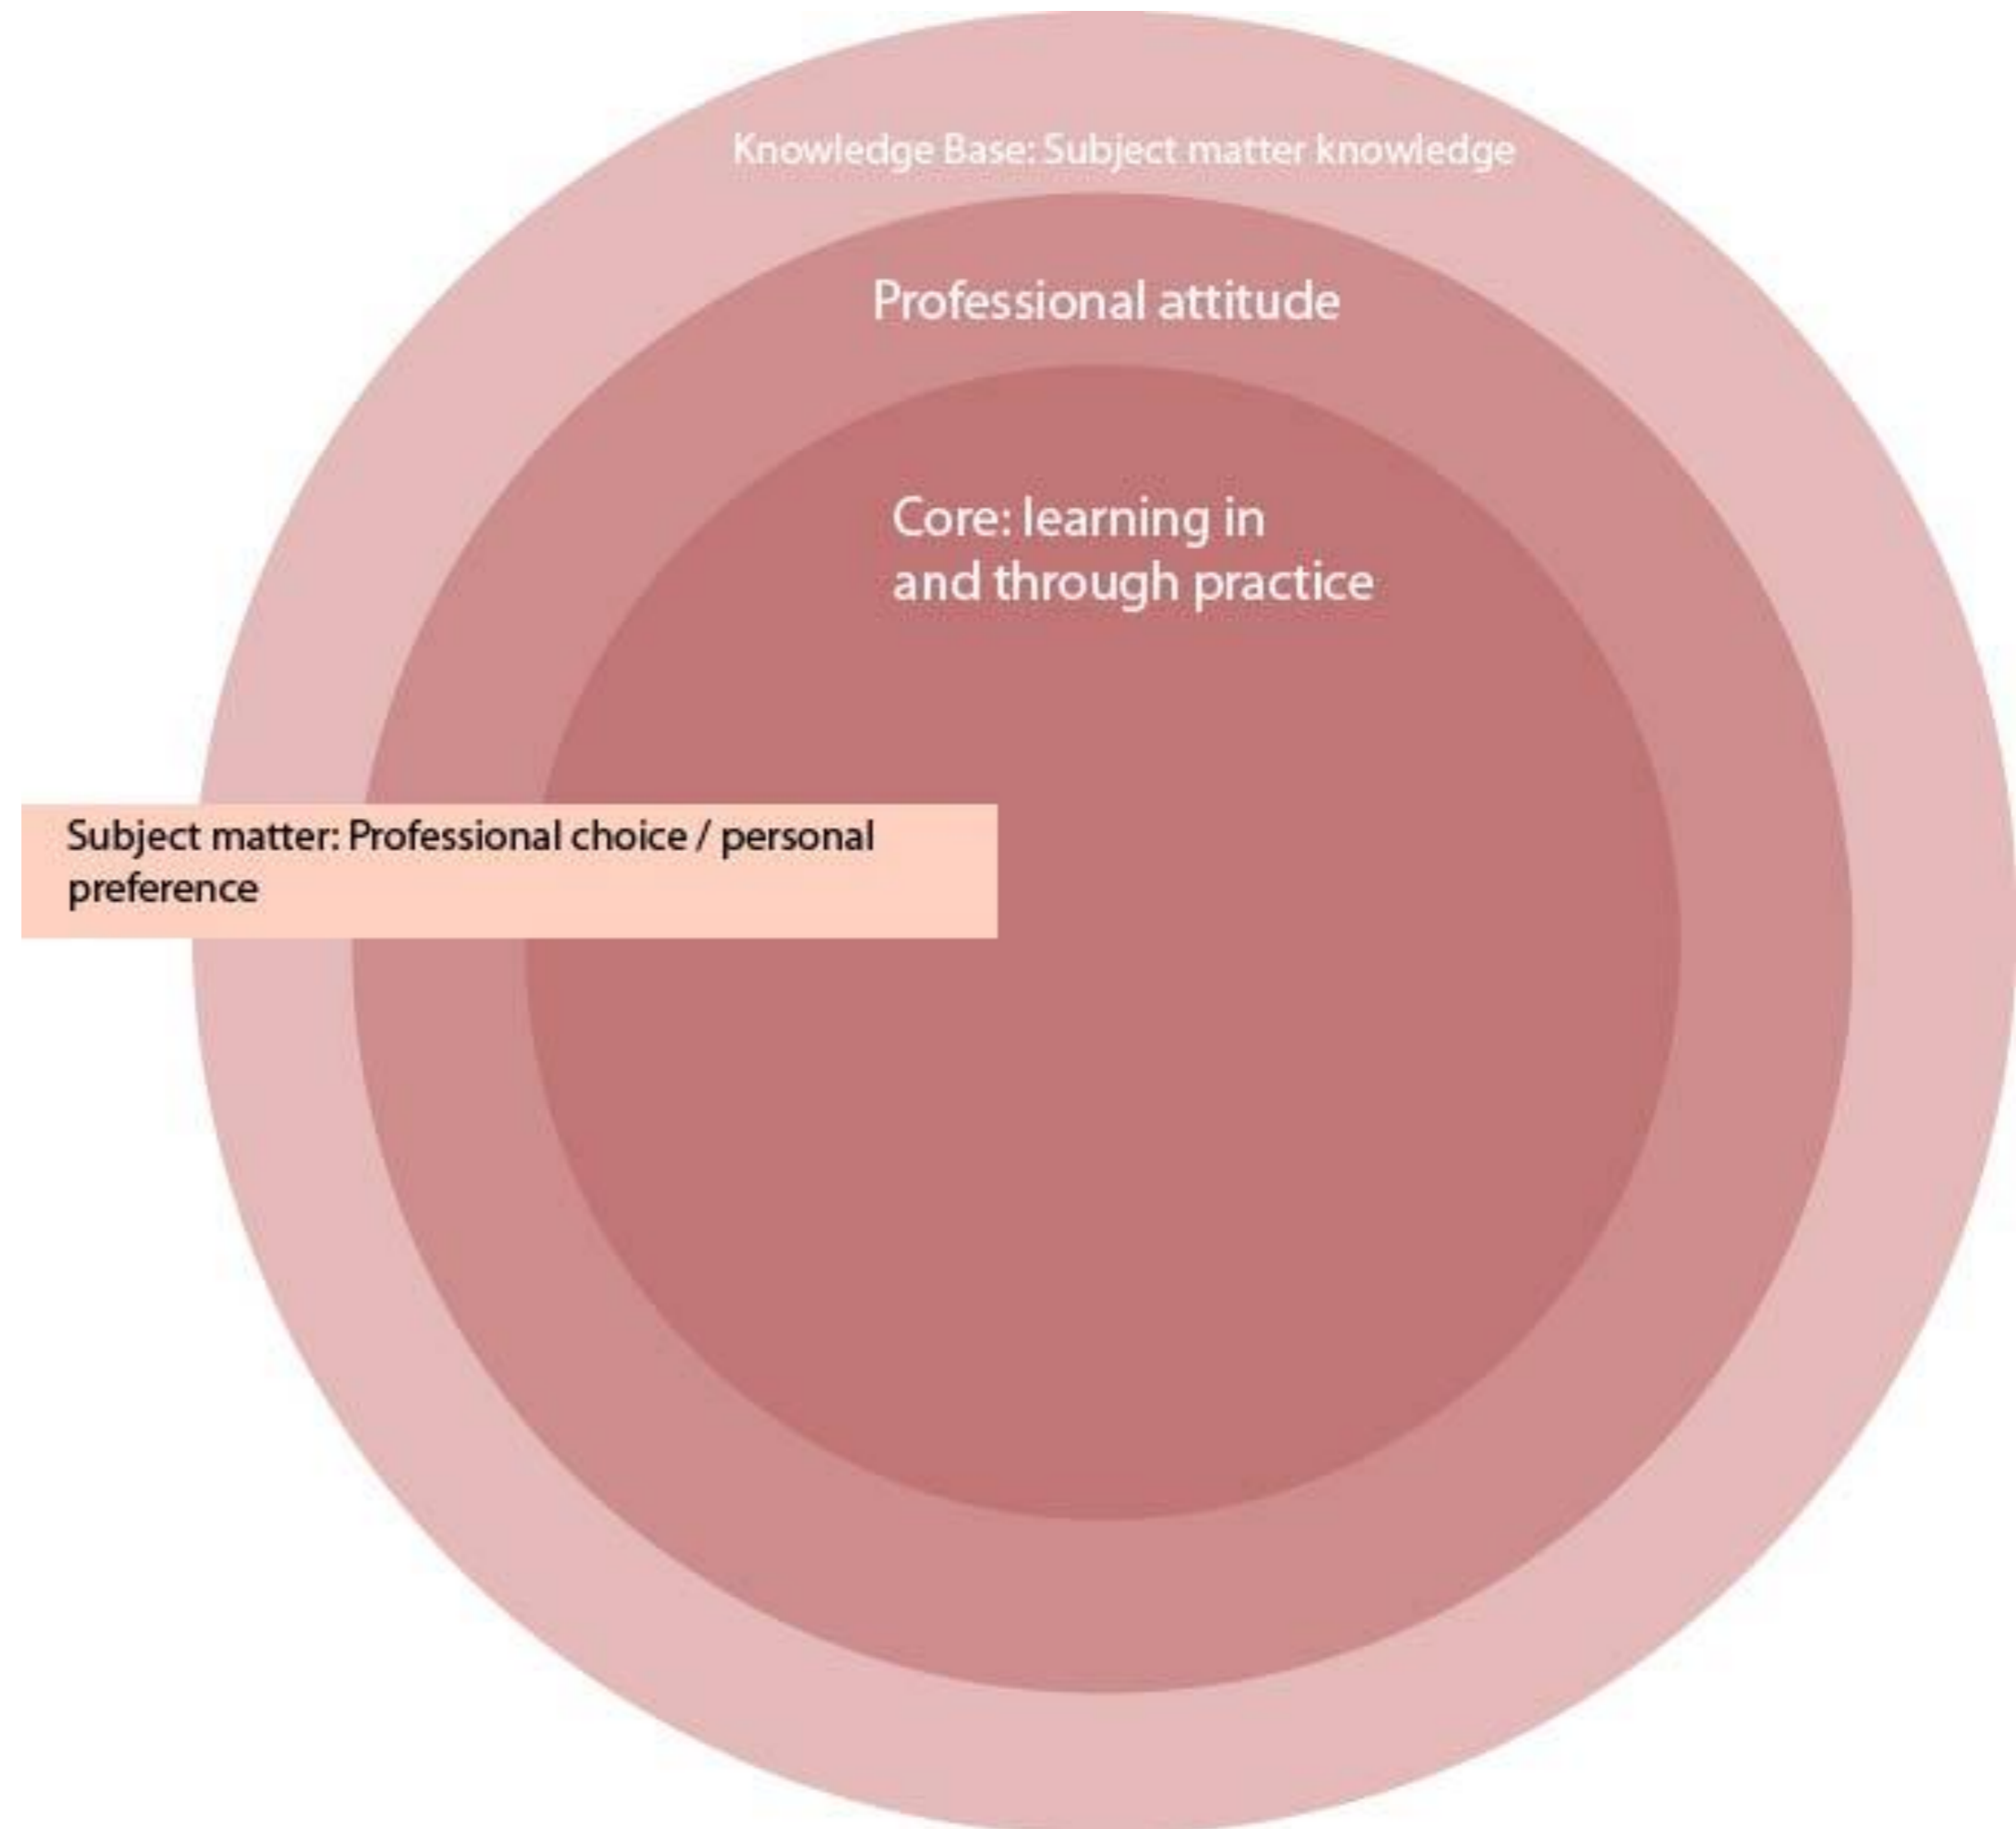 Knowledge Base: Subject matter knowledge
Professional attitude
Core: learning in
and through practice
Subject matter: Professional choice / personal
preference